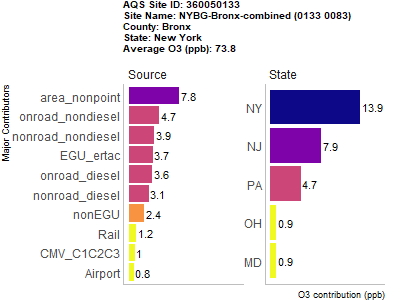 AQS Site ID: 360050133
Site Name: NYBG-Bronx-combined (0133 0083)
County: Bronx
State: New York
Average O3 (ppb): 73.8
Source
State
Major Contributors
area_nonpoint 7.8
onroad_nondiesel 4.7
nonroad_nondiesel 3.9
EGU_ertac 3.7
onroad_diesel 3.6
nonroad_diesel 3.1
nonEGU 2.4
Rail 1.2
CMV_C1C2C3 1
Airport 0.8
NY 13.9
NJ 7.9
PA 4.7
OH 0.9
MD 0.9
O3 contribution (ppb)